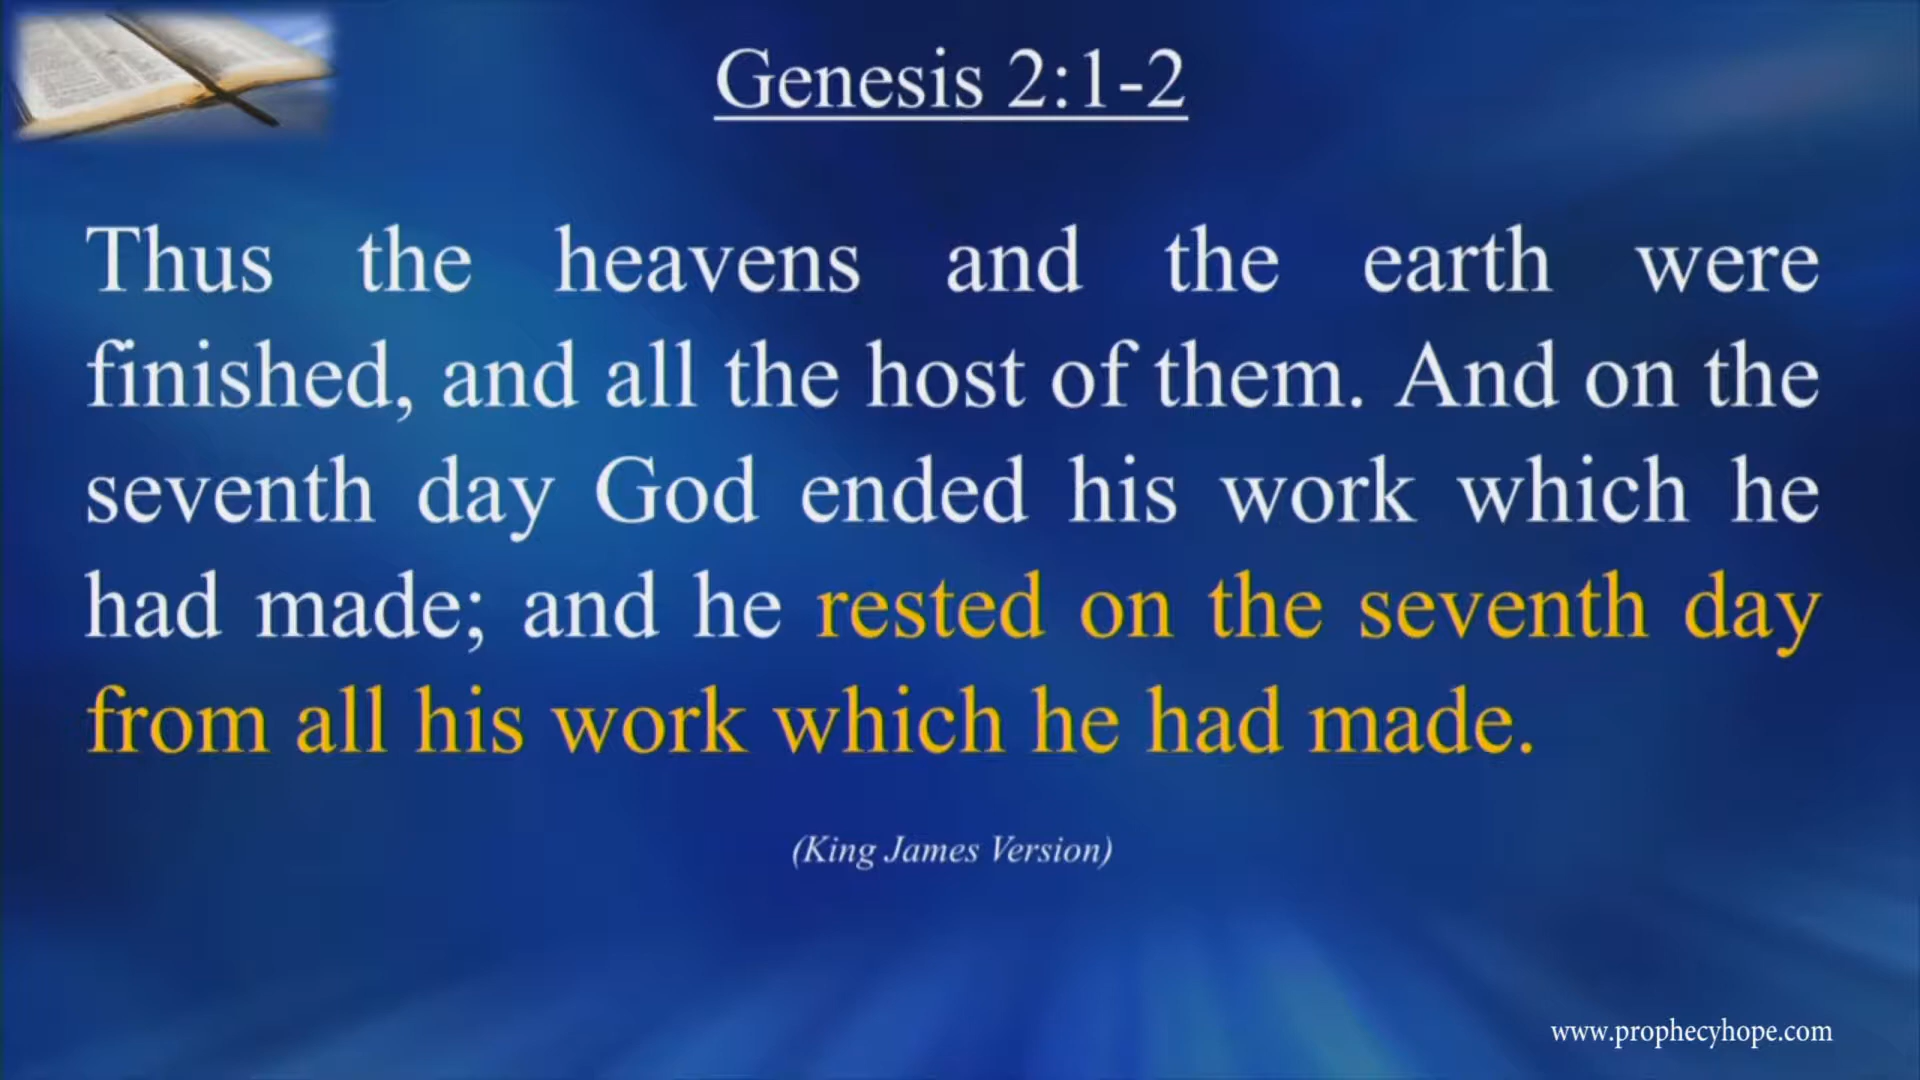 Genesis 2:1-2
Thus the heavens and the earth were
finished, and all the host of them. And on the
seventh day God ended his work which he
had made; and he rested on the seventh day
from all his work which he had made.
(King James Version)
www.prophecyhope.com